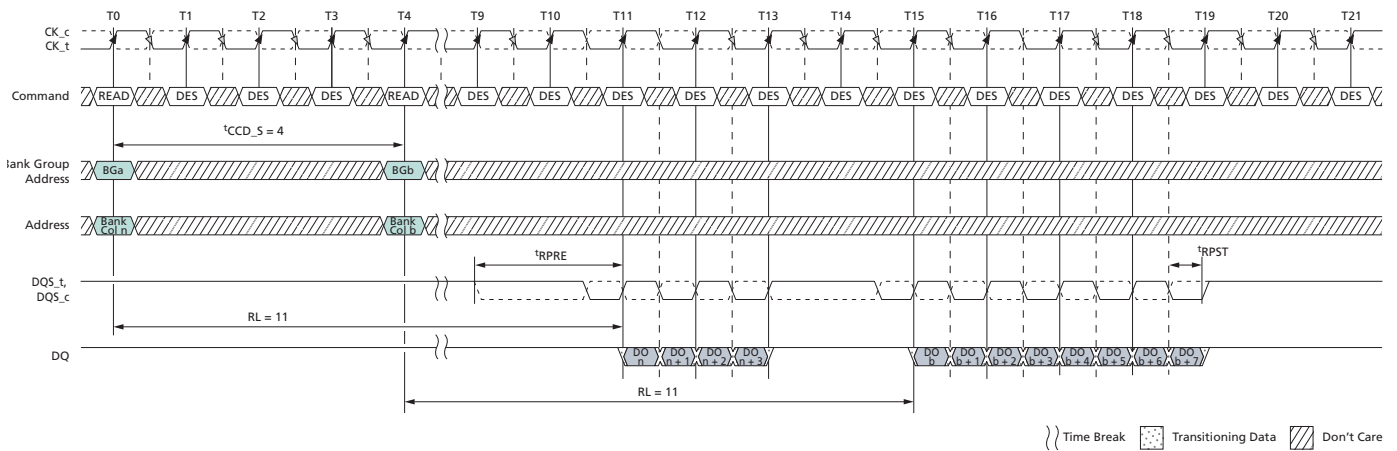 T0 T1 T2 T3 T4 T9 T10 T11 T12 T13 T14 T15 T16 T17 T18 T19 T20 T21
CK_c
CK_t
Command READ DES DES DES READ DES DES DES DES DES DES DES DES DES DES DES DES DES
tCCD_S = 4
Bank Group
Address
BGa BGb
Address
Bank
Col n
Bank
Col b
tRPRE tRPST
DQS_t,
DQS_c
RL = 11
DQ
DO
n
DO
n + 1
DO
n + 2
DO
n + 3
DO
b
DO
b + 1
DO
b + 2
DO
b + 3
DO
b + 4
DO
b + 5
DO
b + 6
DO
b + 7
RL = 11
Time Break Transitioning Data Don't Care